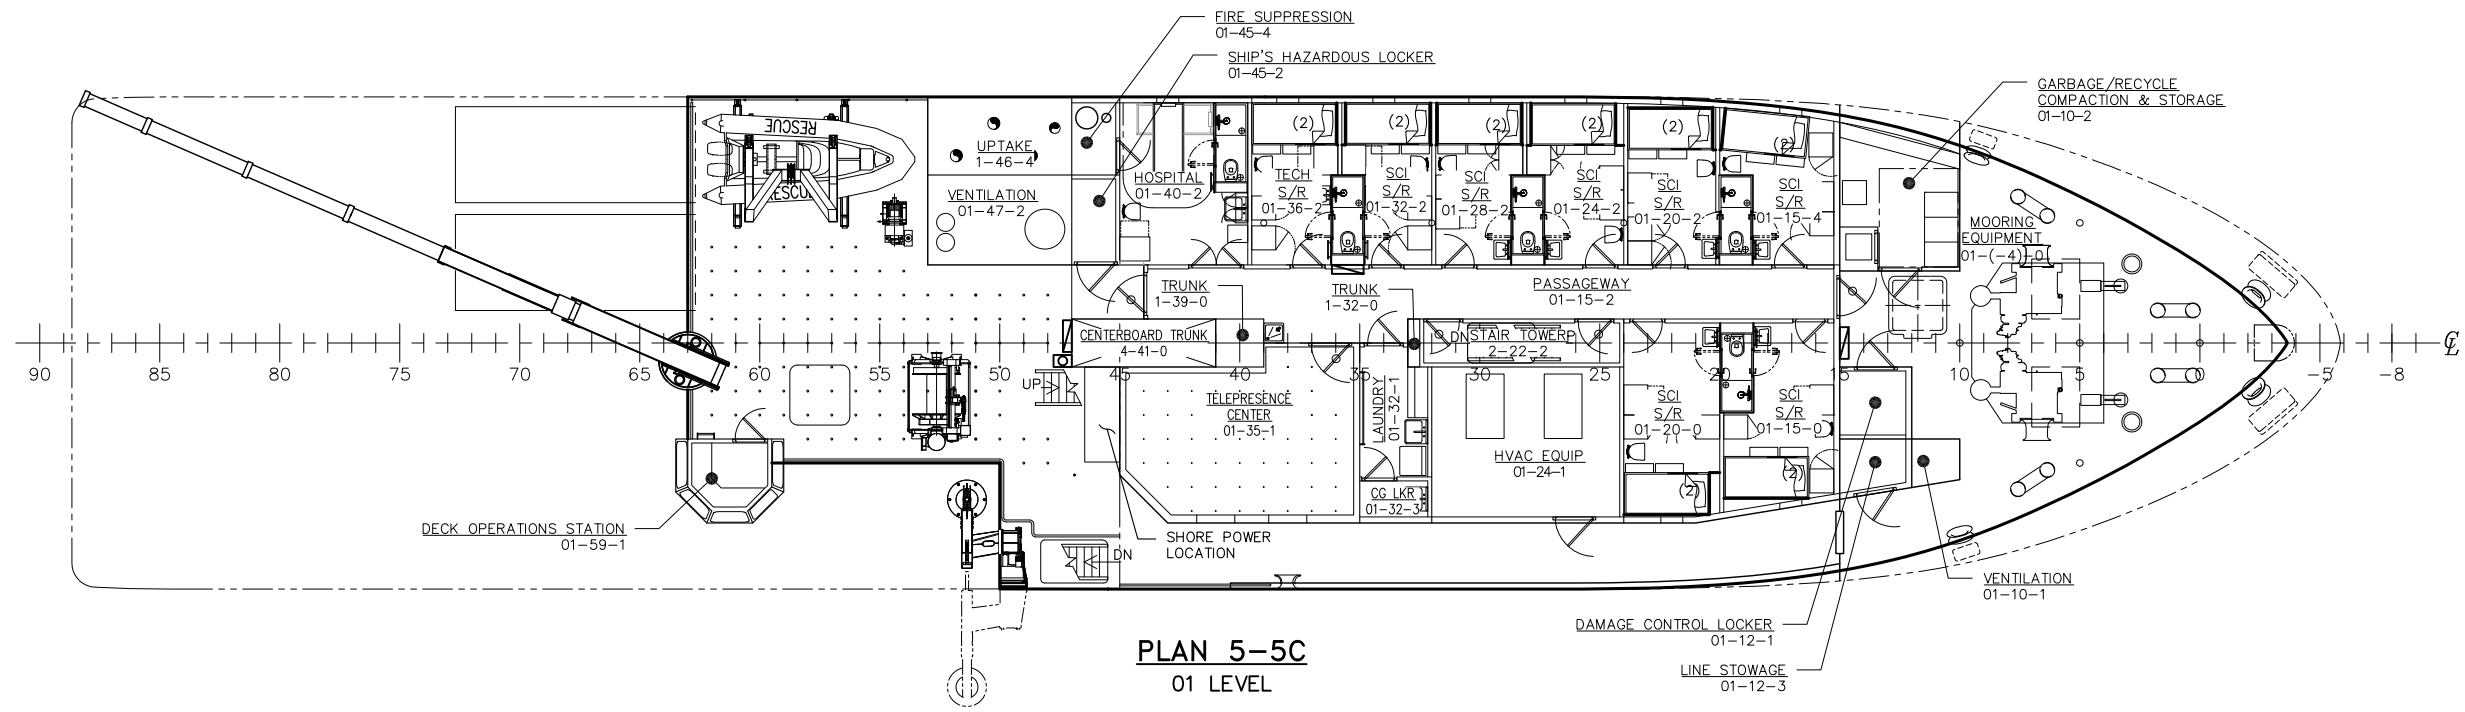 FIRE SUPPRESSION
01-45-4
SHIP'S HAZARDOUS LOCKER
01-45-2
GARBAGE/RECYCLE
COMPACTION & STORAGE
01-10-2
RESCUE
RESCUE
UPTAKE
1-46-4
VENTILATION
01-47-2
HOSPITAL
01-40-2
(2)
TECH
S/R
01-36-2
(2)
SCI
S/R
01-32-2
(2)
SCI
S/R
01-28-2
(2)
SCI
S/R
01-24-2
(2)
SCI
S/R
01-20-2
(2)
SCI
S/R
01-15-4
MOORING
EQUIPMENT
01-(-4)-0
TRUNK
1-39-0
TRUNK
1-32-0
PASSAGEWAY
01-15-2
CENTERBOARD TRUNK
4-41-0
DN
STAIR TOWER
UP
2-22-2
℄
90 85 80 75 70 65 60 55 50 45 40 35 30 25 20 15 10 5 0 -5 -8
UP
TELEPRESENCE
CENTER
01-35-1
LAUNDRY
01-32-1
SCI
S/R
01-20-0
(2)
SCI
S/R
01-15-0
(2)
HVAC EQUIP
01-24-1
CG LKR
01-32-3
DECK OPERATIONS STATION
01-59-1
SHORE POWER
LOCATION
DN
VENTILATION
01-10-1
DAMAGE CONTROL LOCKER
01-12-1
LINE STOWAGE
01-12-3
PLAN 5-5C
01 LEVEL